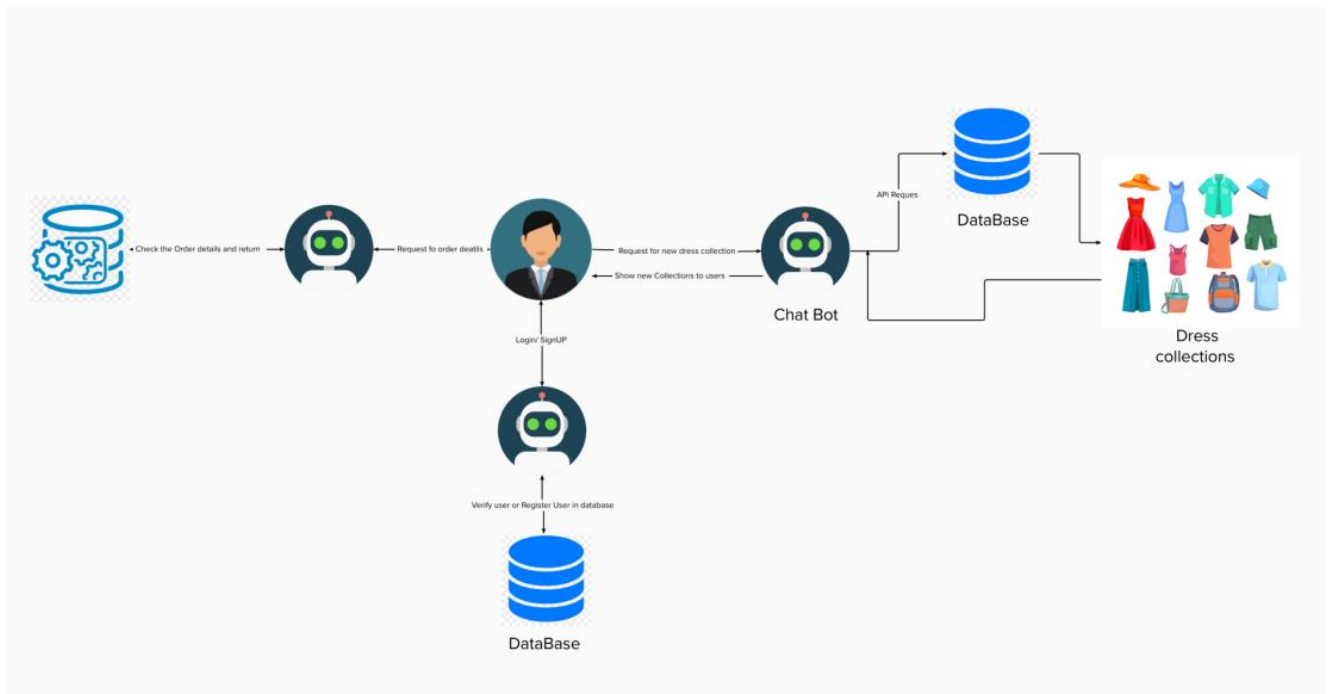 APi Reques
DataBase
Check the Order details and return
Request fo order deatils
Request for new dress collection
Show new Collections to users
Chat Bot
Dress
collections
Login/ SignUP
Verify user or Register User in database
DataBase